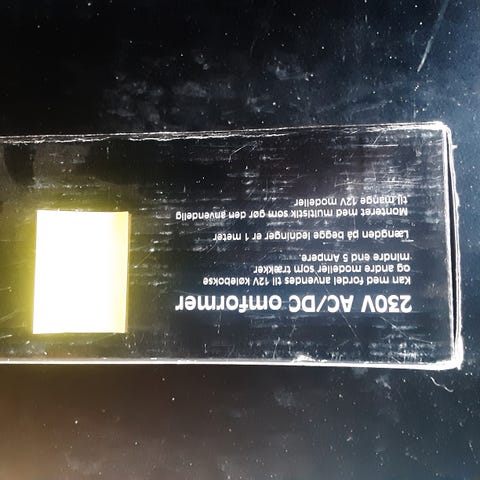 230V AC/DC omformer
Kan med fordel anvendes til 12V kølebokse
og andre modeller som trækker
mindre end 5 Ampere.
Længden på begge ledninger er 1 meter
Monteret med multistik som gør den anvendelig
til mange 12V modeller